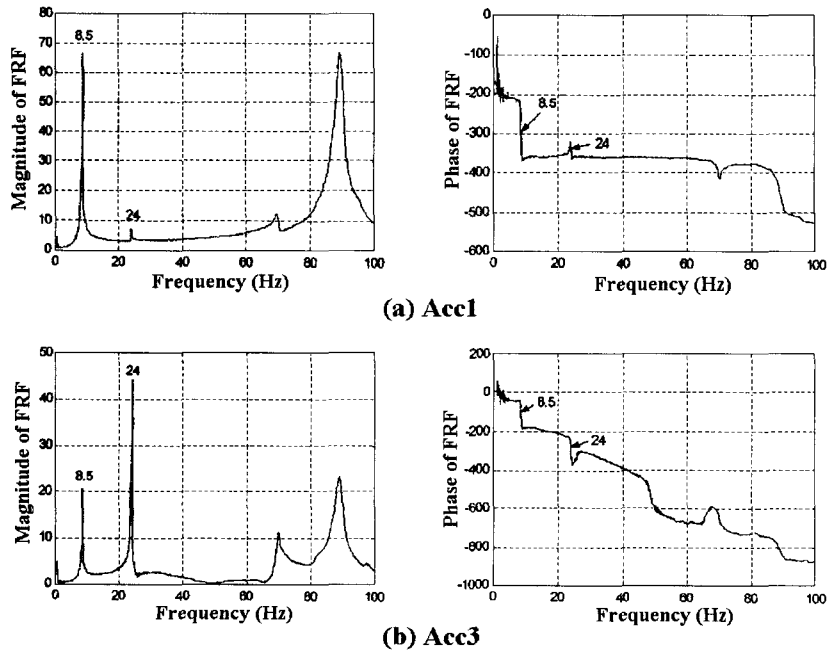 80
70
60
50
40
30
20
10
0
8.5
24
0 20 40 60 80 100
Magnitude of FRF
Frequency (Hz)
0
-100
-200
-300
-400
-500
-600
8.5
24
0 20 40 60 80 100
Phase of FRF
Frequency (Hz)
(a) Acc1
50
40
30
20
10
0
24
8.5
0 20 40 60 80 100
Magnitude of FRF
Frequency (Hz)
200
0
-200
-400
-600
-800
-1000
8.5
24
0 20 40 60 80 100
Phase of FRF
Frequency (Hz)
(b) Acc3